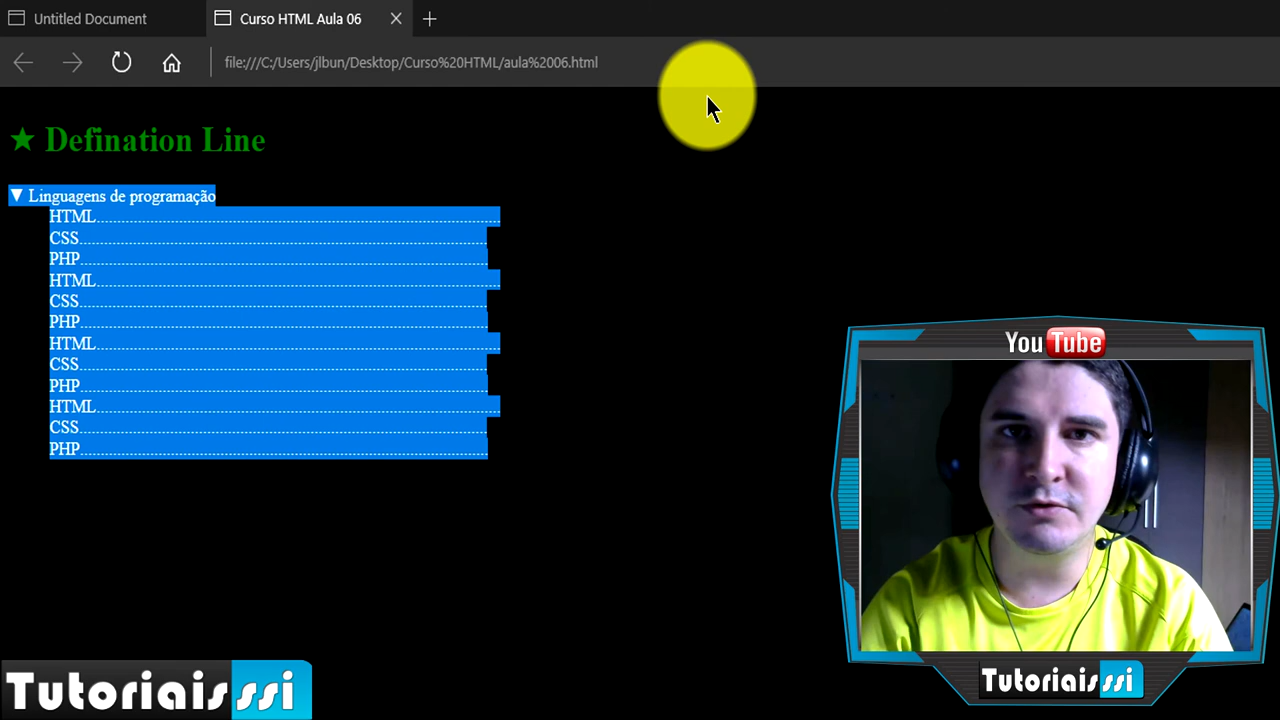 Untitled Document
Curso HTML Aula 06
file:///C:/Users/jlbun/Desktop/Curso%20HTML/aula%2006.html
★ Defination Line
▼ Linguagens de programação
HTML............................................................
CSS............................................................
PHP............................................................
HTML............................................................
CSS............................................................
PHP............................................................
HTML............................................................
CSS............................................................
PHP............................................................
HTML............................................................
CSS............................................................
PHP............................................................
YouTube
Tutoriaisssi
Tutoriaisssi